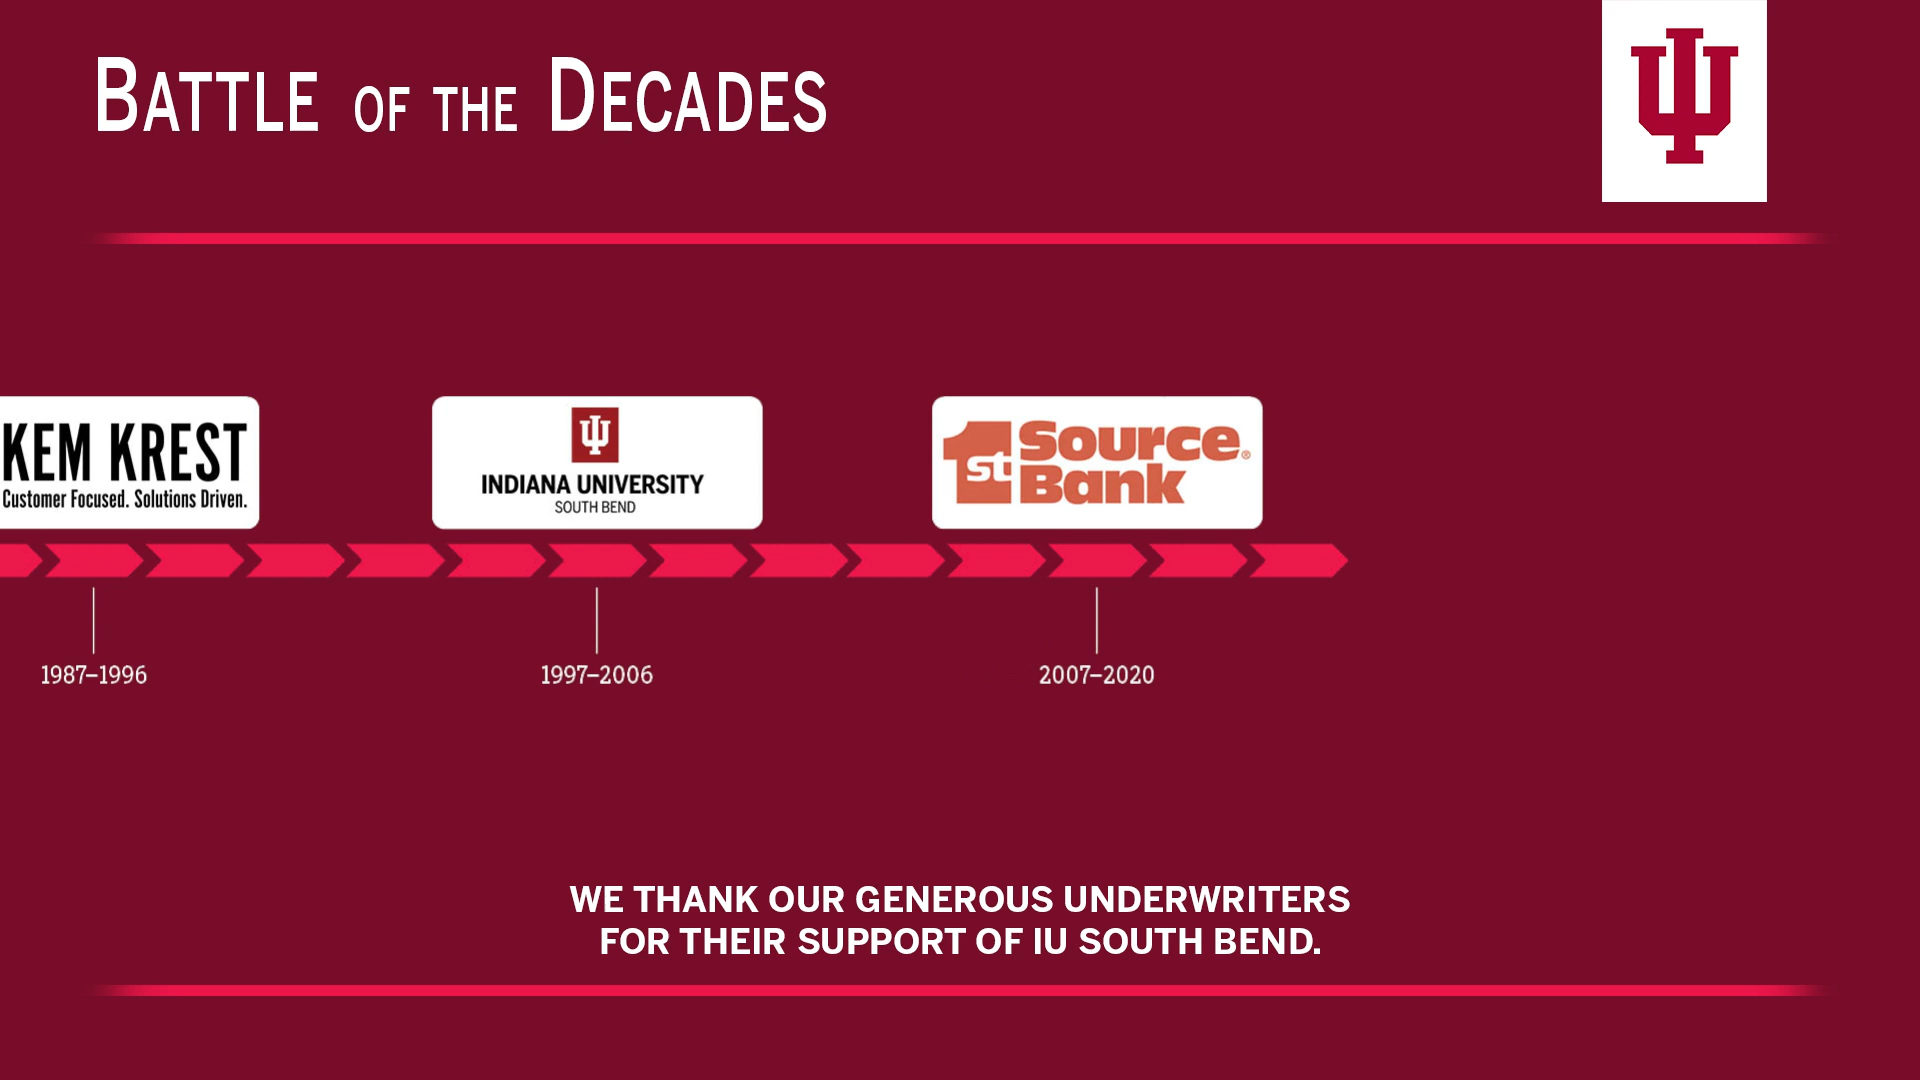 BATTLE OF THE DECADES
KEM KREST
Customer Focused. Solutions Driven.
INDIANA UNIVERSITY
SOUTH BEND
1st Source Bank®
1987–1996
1997–2006
2007–2020
WE THANK OUR GENEROUS UNDERWRITERS
FOR THEIR SUPPORT OF IU SOUTH BEND.